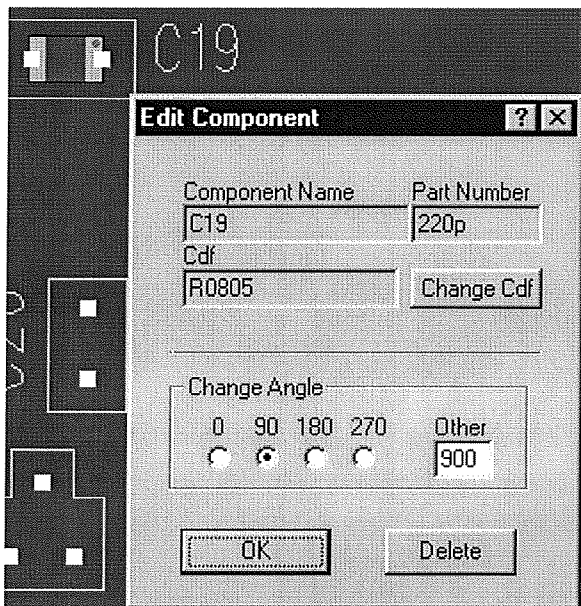 C19
Edit Component
? ×
Component Name Part Number
C19 220p
Cdf
R0805 Change Cdf
Change Angle
0 90 180 270 Other
900
OK Delete